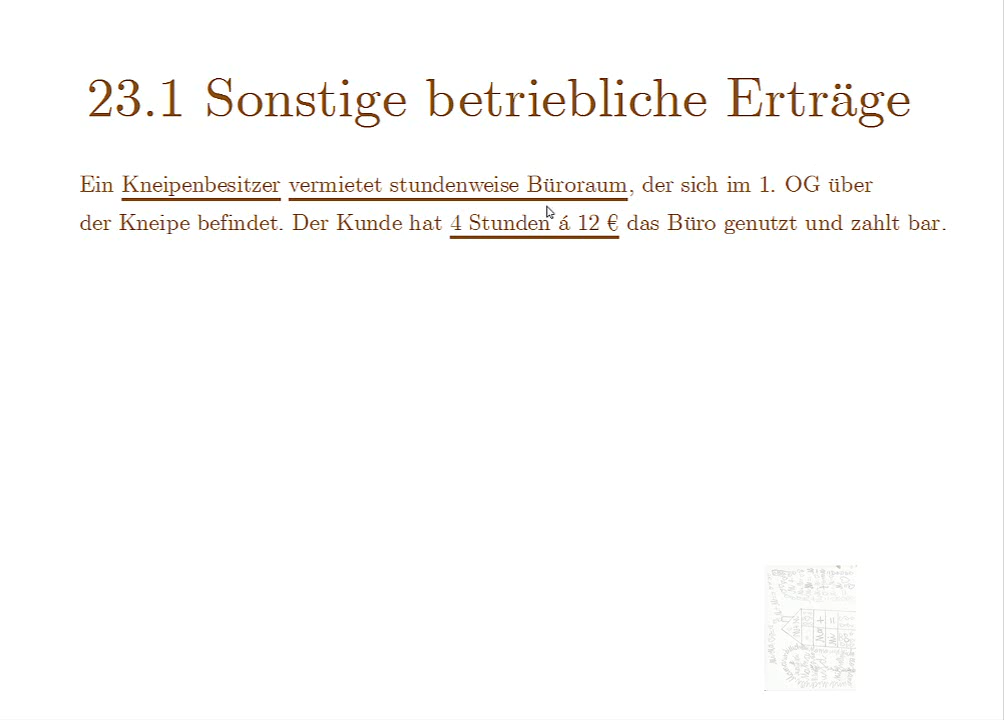 23.1 Sonstige betriebliche Erträge
Ein Kneipenbesitzer vermietet stundenweise Büroraum, der sich im 1. OG über
der Kneipe befindet. Der Kunde hat 4 Stunden á 12 € das Büro genutzt und zahlt bar.